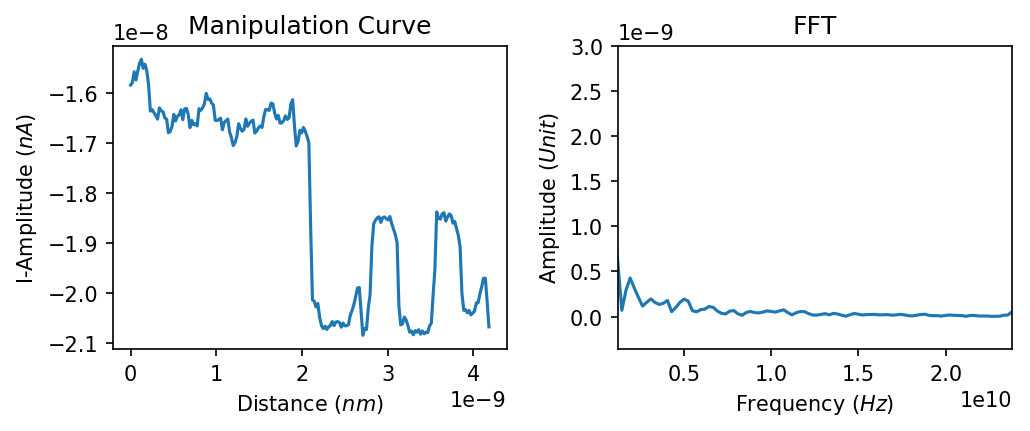 Manipulation Curve
1e−8
I-Amplitude (nA)
−1.6
−1.7
−1.8
−1.9
−2.0
−2.1
0 1 2 3 4
1e−9
Distance (nm)
FFT
1e−9
Amplitude (Unit)
3.0
2.5
2.0
1.5
1.0
0.5
0.0
0.5 1.0 1.5 2.0
1e10
Frequency (Hz)